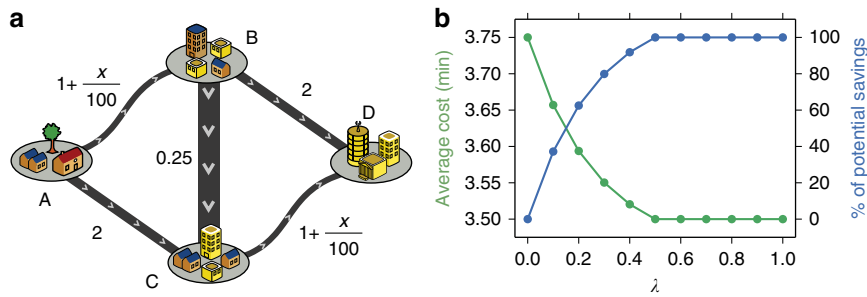 a
B
1+ x/100
2
D
0.25
A
2
1+ x/100
C
b
3.75
3.70
3.65
3.60
3.55
3.50
Average cost (min)
100
80
60
40
20
0
% of potential savings
0.0 0.2 0.4 0.6 0.8 1.0
λ